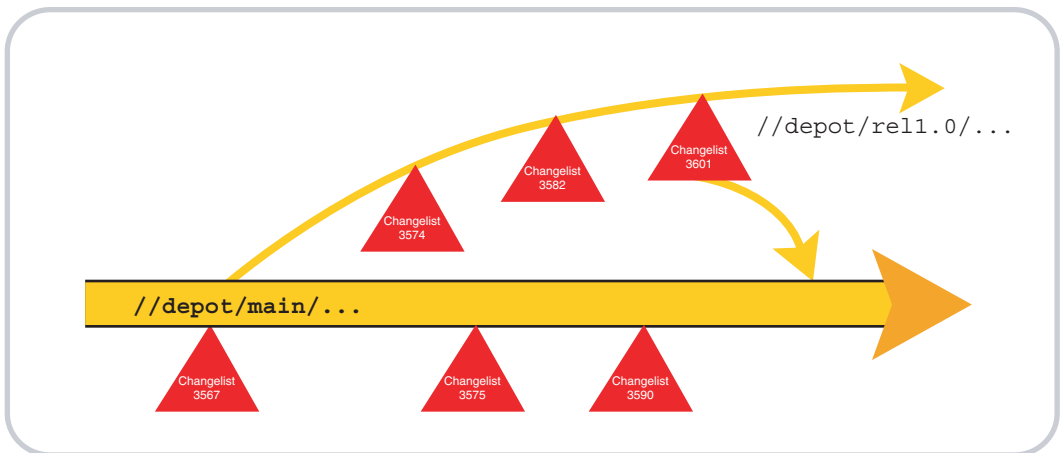 Changelist
3601
//depot/rel1.0/...
Changelist
3582
Changelist
3574
//depot/main/...
Changelist
3567
Changelist
3575
Changelist
3590